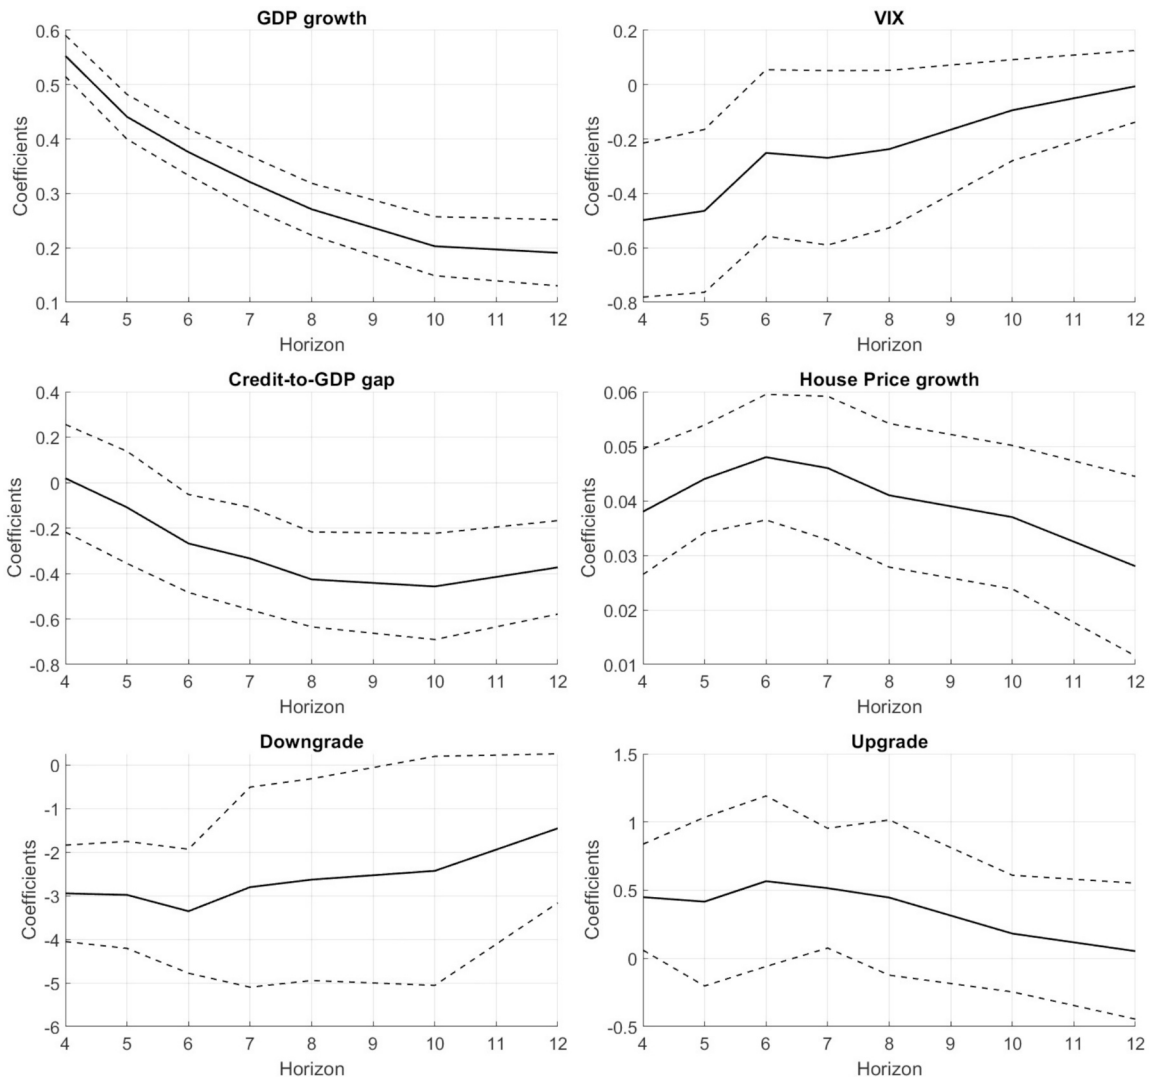 GDP growth
0.6
0.5
0.4
0.3
0.2
0.1
Coefficients
4 5 6 7 8 9 10 11 12
Horizon
VIX
0.2
0
-0.2
-0.4
-0.6
-0.8
Coefficients
4 5 6 7 8 9 10 11 12
Horizon
Credit-to-GDP gap
0.4
0.2
0
-0.2
-0.4
-0.6
-0.8
Coefficients
4 5 6 7 8 9 10 11 12
Horizon
House Price growth
0.06
0.05
0.04
0.03
0.02
0.01
Coefficients
4 5 6 7 8 9 10 11 12
Horizon
Downgrade
0
-1
-2
-3
-4
-5
-6
Coefficients
4 5 6 7 8 9 10 11 12
Horizon
Upgrade
1.5
1
0.5
0
-0.5
Coefficients
4 5 6 7 8 9 10 11 12
Horizon